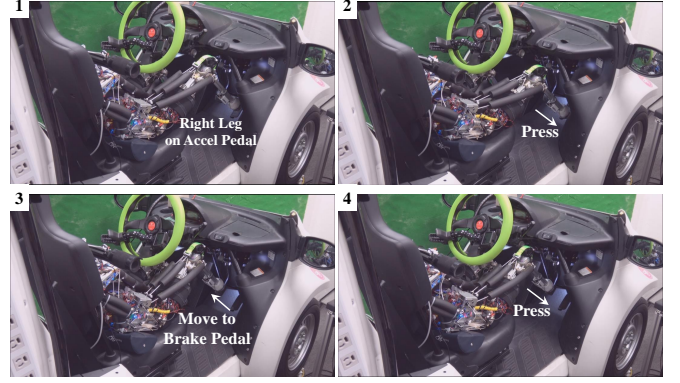 1
Right Leg
on Accel Pedal
2
Press
3
Move to
Brake Pedal
4
Press